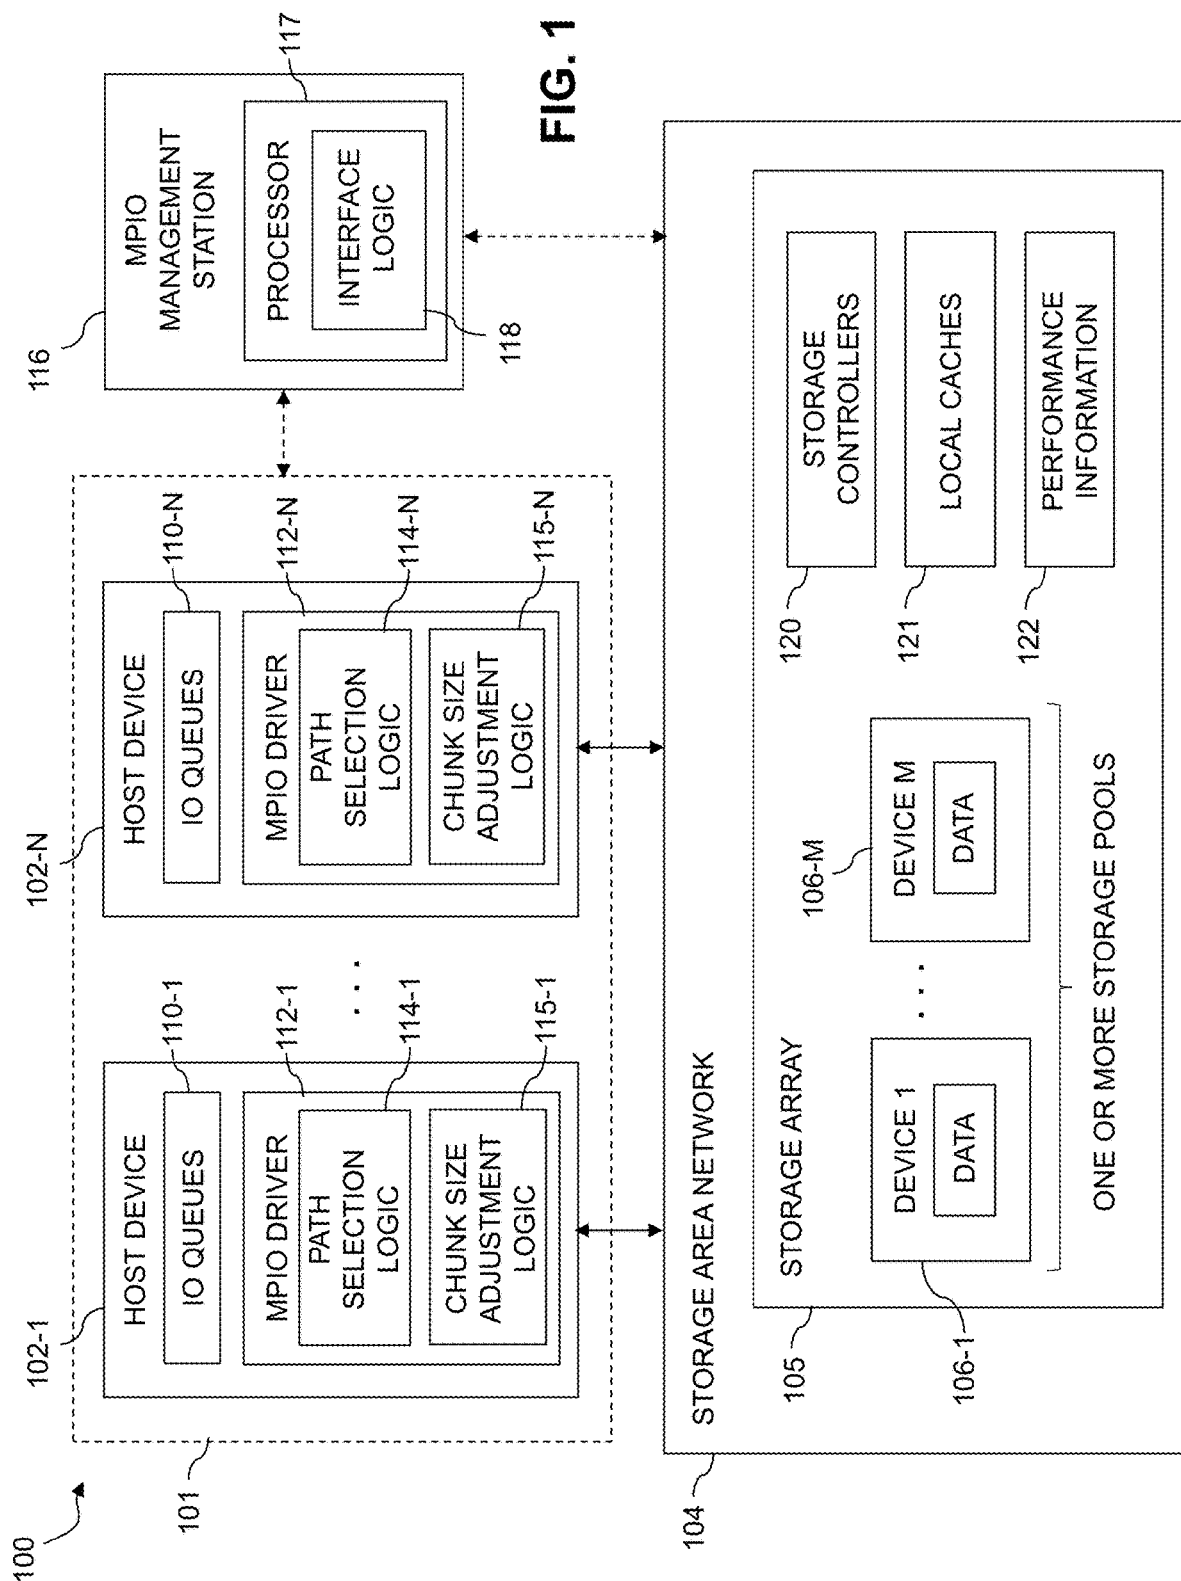 100
101
102-1
HOST DEVICE
110-1
IO QUEUES
112-1
MPIO DRIVER
114-1
PATH
SELECTION
LOGIC
115-1
CHUNK SIZE
ADJUSTMENT
LOGIC
. . .
102-N
HOST DEVICE
110-N
IO QUEUES
112-N
MPIO DRIVER
114-N
PATH
SELECTION
LOGIC
115-N
CHUNK SIZE
ADJUSTMENT
LOGIC
116
MPIO
MANAGEMENT
STATION
117
PROCESSOR
INTERFACE
LOGIC
118
FIG. 1
104
STORAGE AREA NETWORK
105
STORAGE ARRAY
106-1
DEVICE 1
DATA
. . .
106-M
DEVICE M
DATA
ONE OR MORE STORAGE POOLS
120
STORAGE
CONTROLLERS
121
LOCAL CACHES
122
PERFORMANCE
INFORMATION